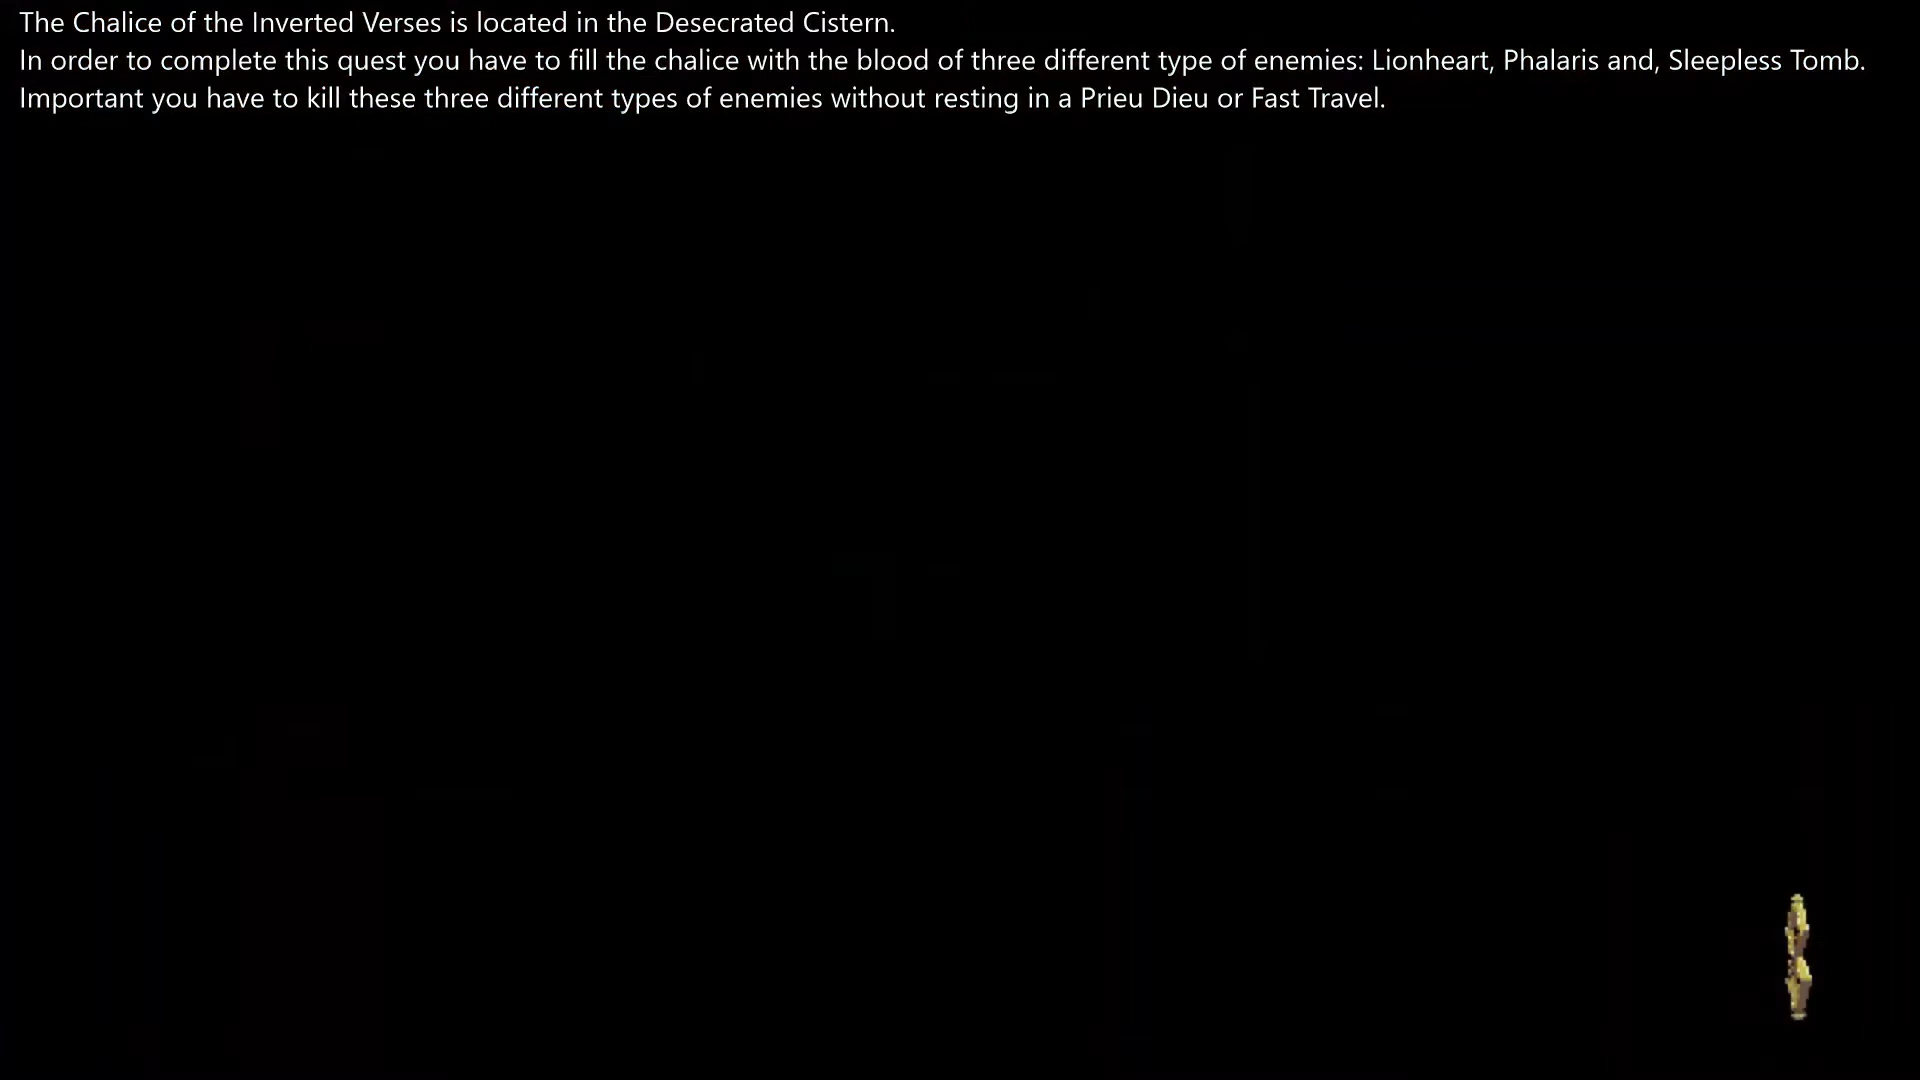 The Chalice of the Inverted Verses is located in the Desecrated Cistern.
In order to complete this quest you have to fill the chalice with the blood of three different type of enemies: Lionheart, Phalaris and, Sleepless Tomb.
Important you have to kill these three different types of enemies without resting in a Prieu Dieu or Fast Travel.